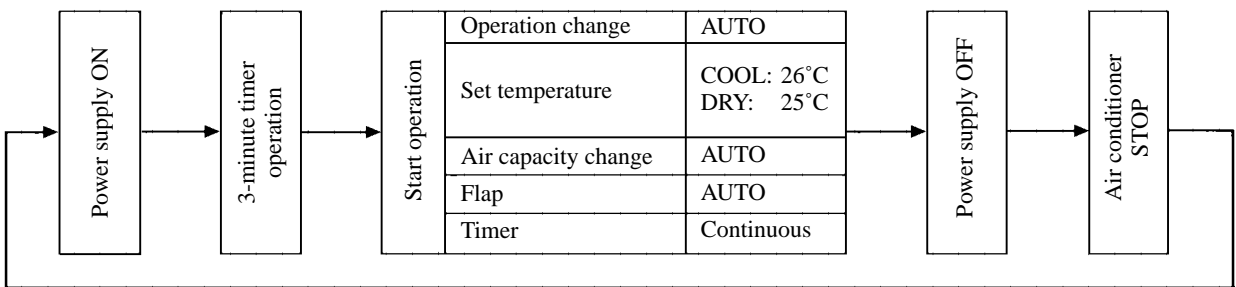 Power supply ON
3-minute timer
operation
Start operation
Operation change AUTO
Set temperature COOL: 26˚C
DRY: 25˚C
Air capacity change AUTO
Flap AUTO
Timer Continuous
Power supply OFF
Air conditioner
STOP